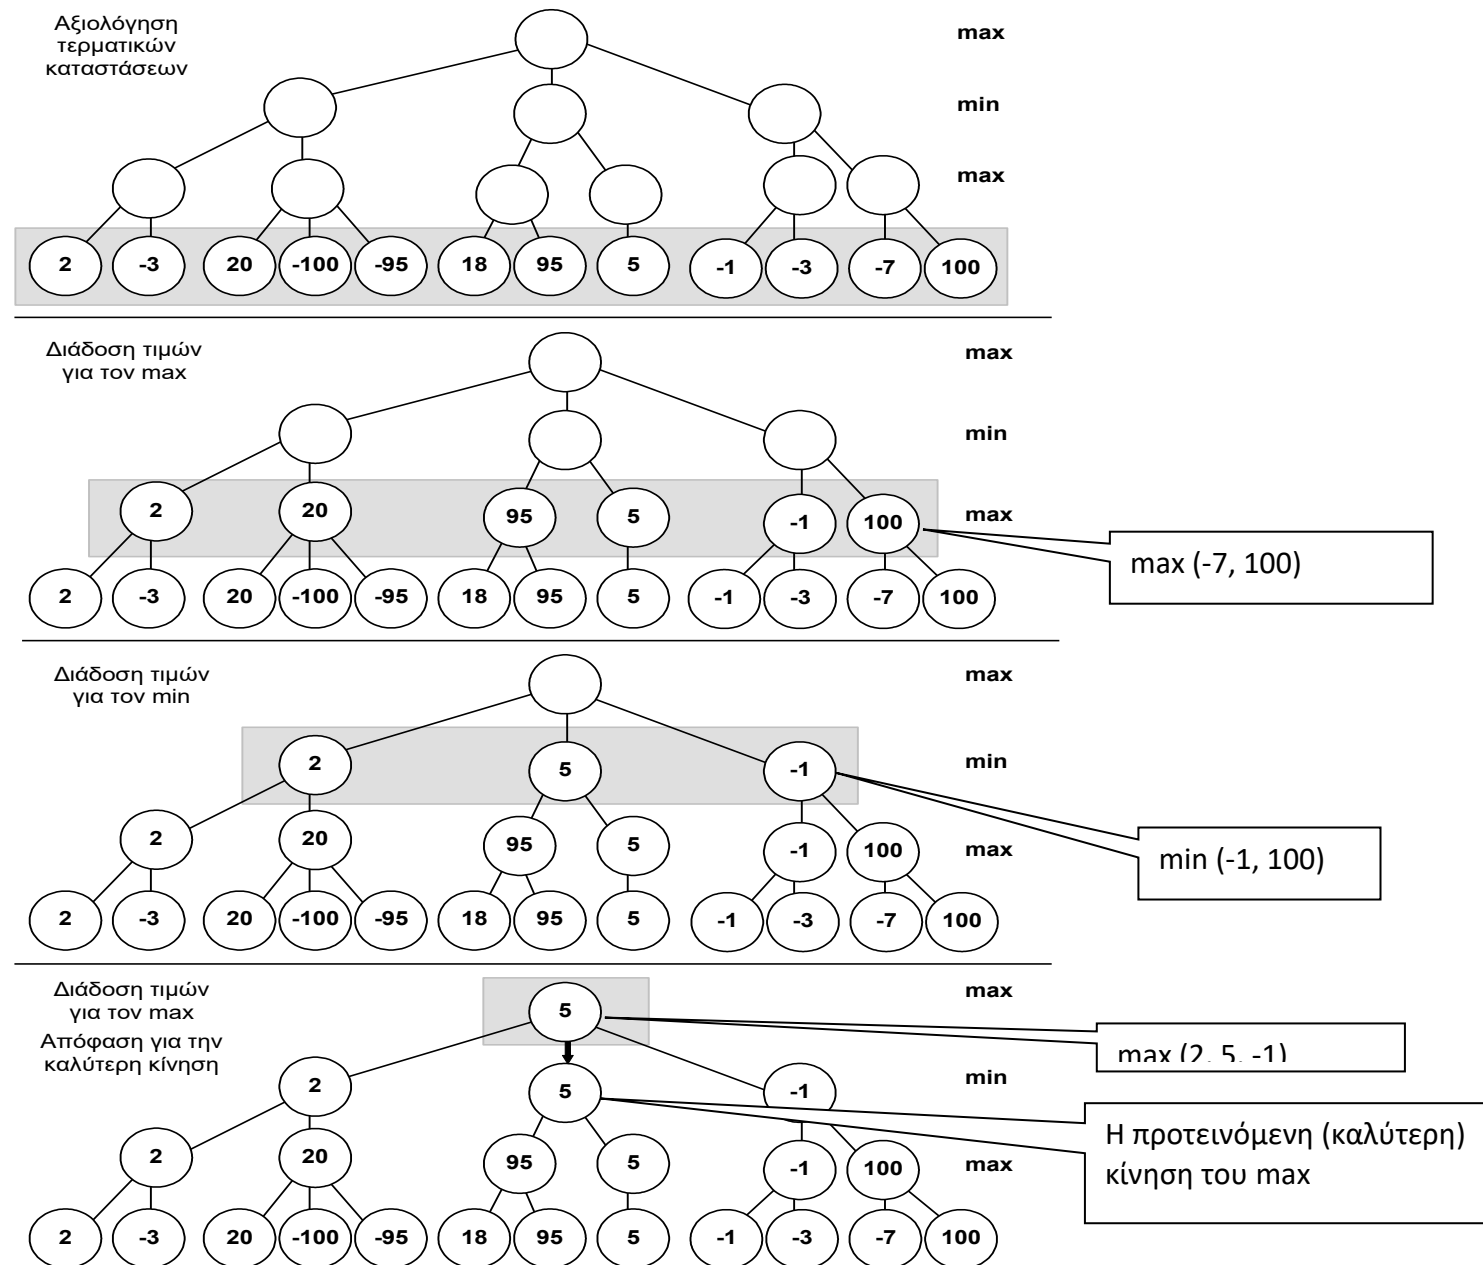 Αξιολόγηση
τερματικών
καταστάσεων
max
min
max
2 -3 20 -100 -95 18 95 5 -1 -3 -7 100
Διάδοση τιμών
για τον max
max
min
2 20 95 5 -1 100
max
max (-7, 100)
2 -3 20 -100 -95 18 95 5 -1 -3 -7 100
Διάδοση τιμών
για τον min
max
2 5 -1
min
2 20 95 5 -1 100
max
min (-1, 100)
2 -3 20 -100 -95 18 95 5 -1 -3 -7 100
Διάδοση τιμών
για τον max
Απόφαση για την
καλύτερη κίνηση
5
max
max (2, 5, -1)
2 5 -1
min
Η προτεινόμενη (καλύτερη)
κίνηση του max
2 20 95 5 -1 100
max
2 -3 20 -100 -95 18 95 5 -1 -3 -7 100